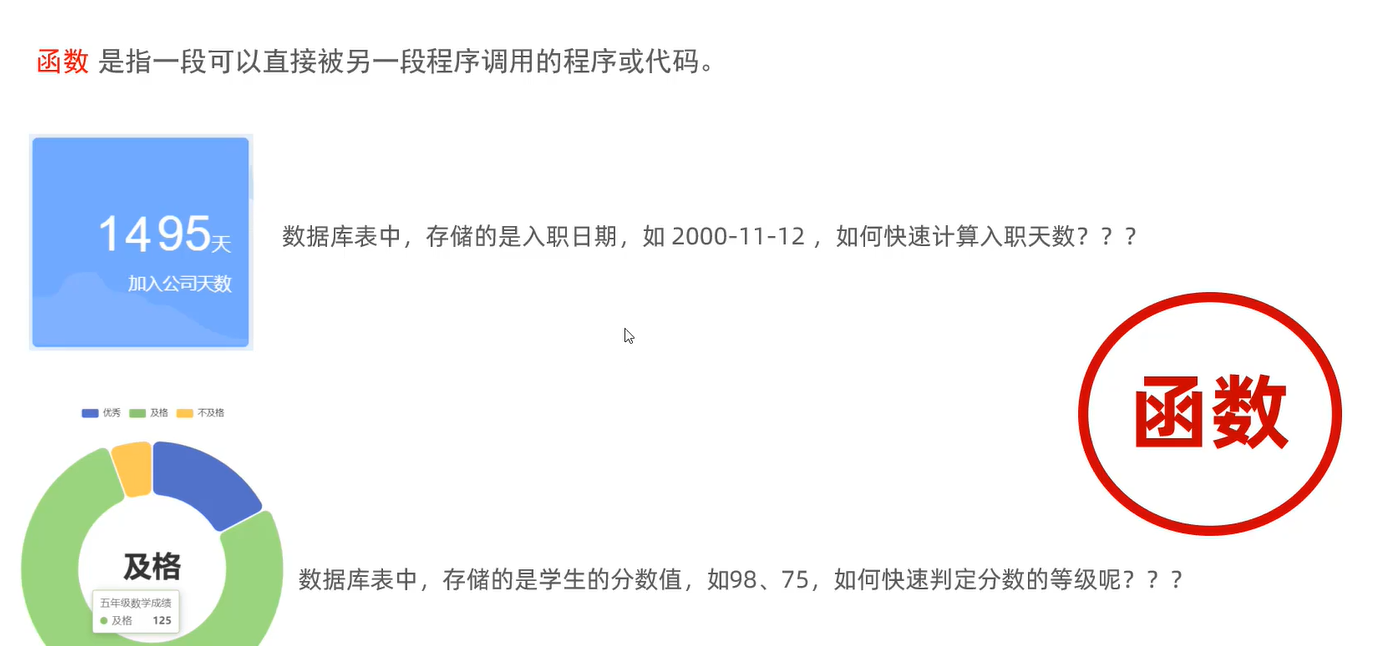 函数 是指一段可以直接被另一段程序调用的程序或代码。
1495天
加入公司天数
数据库表中，存储的是入职日期，如 2000-11-12 ，如何快速计算入职天数？？？
函数
优秀 及格 不及格
及格
五年级数学成绩
及格 125
数据库表中，存储的是学生的分数值，如98、75，如何快速判定分数的等级呢？？？